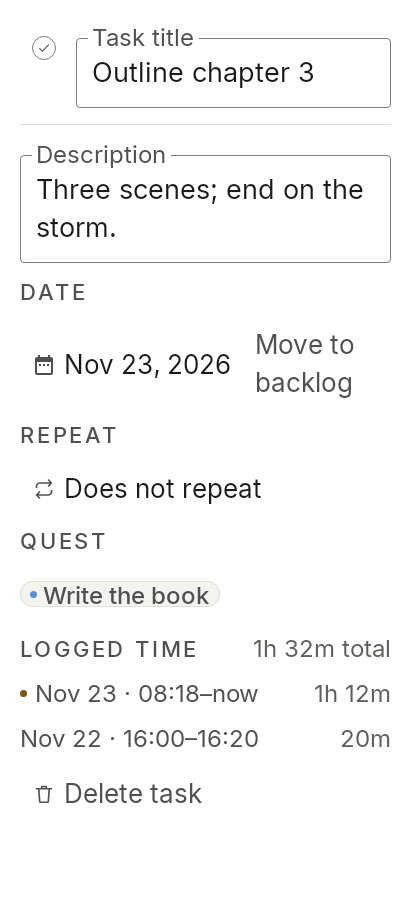 Task title
Outline chapter 3
Description
Three scenes; end on the
storm.
DATE
Nov 23, 2026
Move to
backlog
REPEAT
Does not repeat
QUEST
Write the book
LOGGED TIME 1h 32m total
Nov 23 · 08:18–now 1h 12m
Nov 22 · 16:00–16:20 20m
Delete task